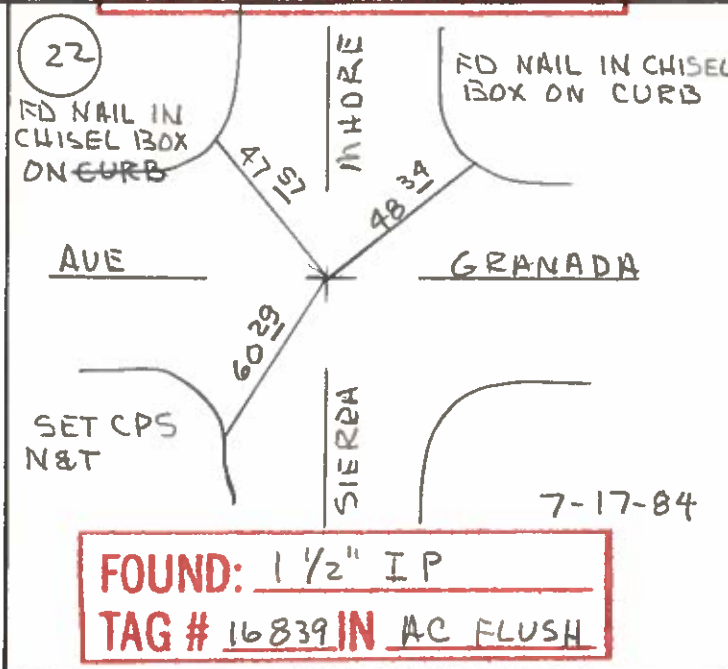 22
FD NAIL IN
CHISEL BOX
ON CURB
FD NAIL IN CHISEL
BOX ON CURB
MADRE
47 57
48 34
AVE
GRANADA
60 29
SET CPS
N&T
SIERRA
7-17-84
FOUND: 1 1/2" I P
TAG # 16839 IN AC FLUSH